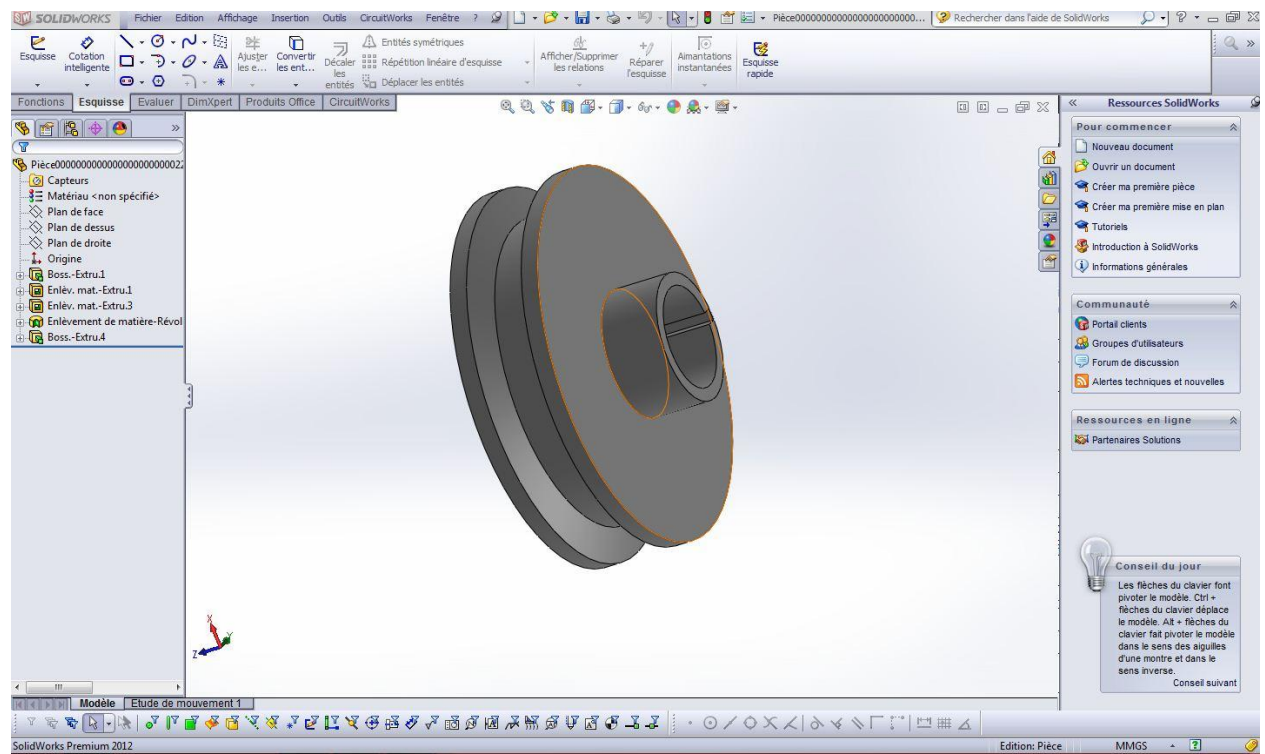 SOLIDWORKS Fichier Edition Affichage Insertion Outils CircuitWorks Fenêtre ? Pièce0000000000000000000000... Rechercher dans l'aide de SolidWorks
Esquisse
Cotation intelligente
Ajuster les e...
Convertir les ent...
Décaler les entités
Entités symétriques
Répétition linéaire d'esquisse
Déplacer les entités
Afficher/Supprimer les relations
Réparer l'esquisse
Aimantations instantanées
Esquisse rapide
Fonctions Esquisse Evaluer DimXpert Produits Office CircuitWorks
Capteurs
Matériau <non spécifié>
Plan de face
Plan de dessus
Plan de droite
Origine
Boss.-Extru.1
Enlèv. mat.-Extru.1
Enlèv. mat.-Extru.3
Enlèvement de matière-Révol
Boss.-Extru.4
X
Y
Z
Ressources SolidWorks
Pour commencer
Nouveau document
Ouvrir un document
Créer ma première pièce
Créer ma première mise en plan
Tutoriels
Introduction à SolidWorks
Informations générales
Communauté
Portail clients
Groupes d'utilisateurs
Forum de discussion
Alertes techniques et nouvelles
Ressources en ligne
Partenaires Solutions
Conseil du jour
Les flèches du clavier font
pivoter le modèle. Ctrl +
flèches du clavier déplace
le modèle. Alt + flèches du
clavier fait pivoter le modèle
dans le sens des aiguilles
d'une montre et dans le
sens inverse.
Conseil suivant
Modèle Etude de mouvement 1
SolidWorks Premium 2012 Edition: Pièce MMGS